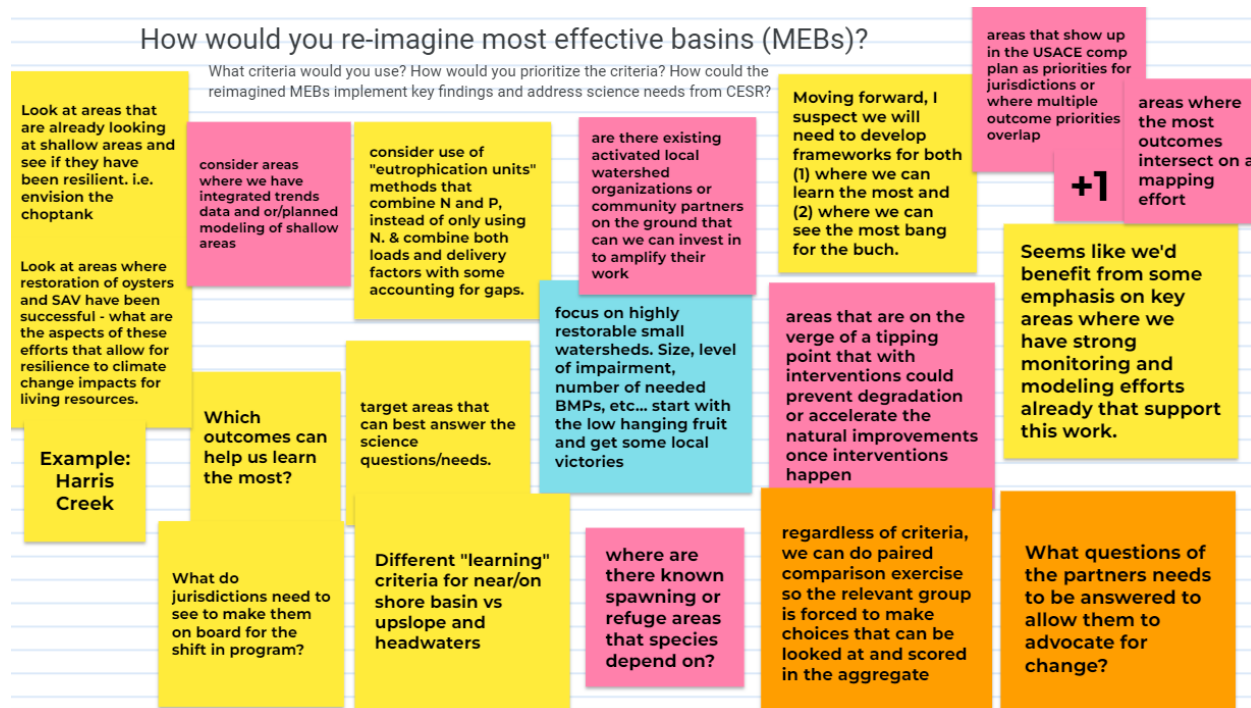 How would you re-imagine most effective basins (MEBs)?
What criteria would you use? How would you prioritize the criteria? How could the
reimagined MEBs implement key findings and address science needs from CESR?
Look at areas that
are already looking
at shallow areas and
see if they have
been resilient. i.e.
envision the
choptank
Look at areas where
restoration of oysters
and SAV have been
successful - what are
the aspects of these
efforts that allow for
resilience to climate
change impacts for
living resources.
Example:
Harris
Creek
consider areas
where we have
integrated trends
data and or/planned
modeling of shallow
areas
consider use of
"eutrophication units"
methods that
combine N and P,
instead of only using
N. & combine both
loads and delivery
factors with some
accounting for gaps.
are there existing
activated local
watershed
organizations or
community partners
on the ground that
can we can invest in
to amplify their
work
Moving forward, I
suspect we will
need to develop
frameworks for both
(1) where we can
learn the most and
(2) where we can
see the most bang
for the buch.
areas that show up
in the USACE comp
plan as priorities for
jurisdictions or
where multiple
outcome priorities
overlap
+1
areas where
the most
outcomes
intersect on a
mapping
effort
Which
outcomes can
help us learn
the most?
target areas that
can best answer the
science
questions/needs.
focus on highly
restorable small
watersheds. Size, level
of impairment,
number of needed
BMPs, etc... start with
the low hanging fruit
and get some local
victories
areas that are on the
verge of a tipping
point that with
interventions could
prevent degradation
or accelerate the
natural improvements
once interventions
happen
Seems like we'd
benefit from some
emphasis on key
areas where we
have strong
monitoring and
modeling efforts
already that support
this work.
What do
jurisdictions need to
see to make them
on board for the
shift in program?
Different "learning"
criteria for near/on
shore basin vs
upslope and
headwaters
where are
there known
spawning or
refuge areas
that species
depend on?
regardless of criteria,
we can do paired
comparison exercise
so the relevant group
is forced to make
choices that can be
looked at and scored
in the aggregate
What questions of
the partners needs
to be answered to
allow them to
advocate for
change?